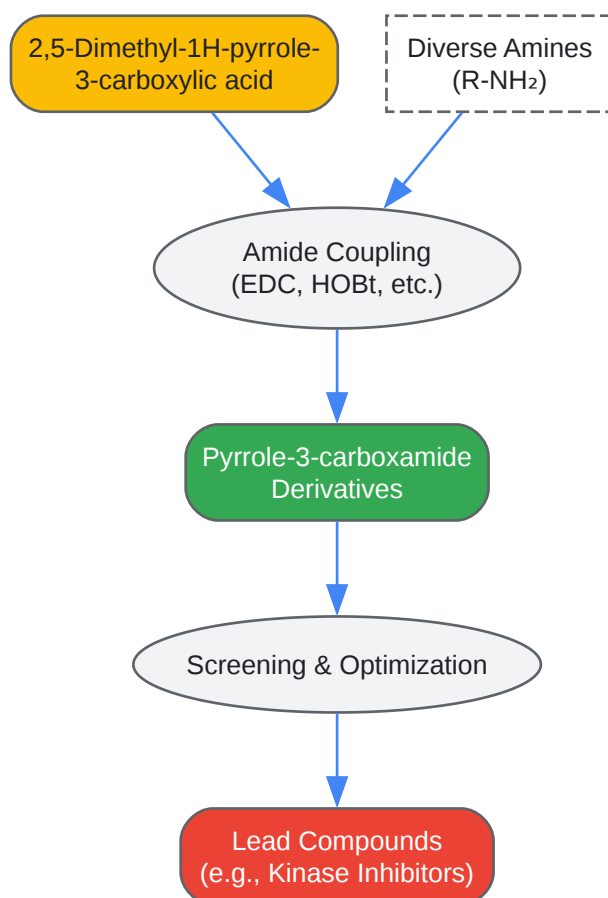 2,5-Dimethyl-1H-pyrrole-
3-carboxylic acid
Diverse Amines
(R-NH₂)
Amide Coupling
(EDC, HOBt, etc.)
Pyrrole-3-carboxamide
Derivatives
Screening & Optimization
Lead Compounds
(e.g., Kinase Inhibitors)